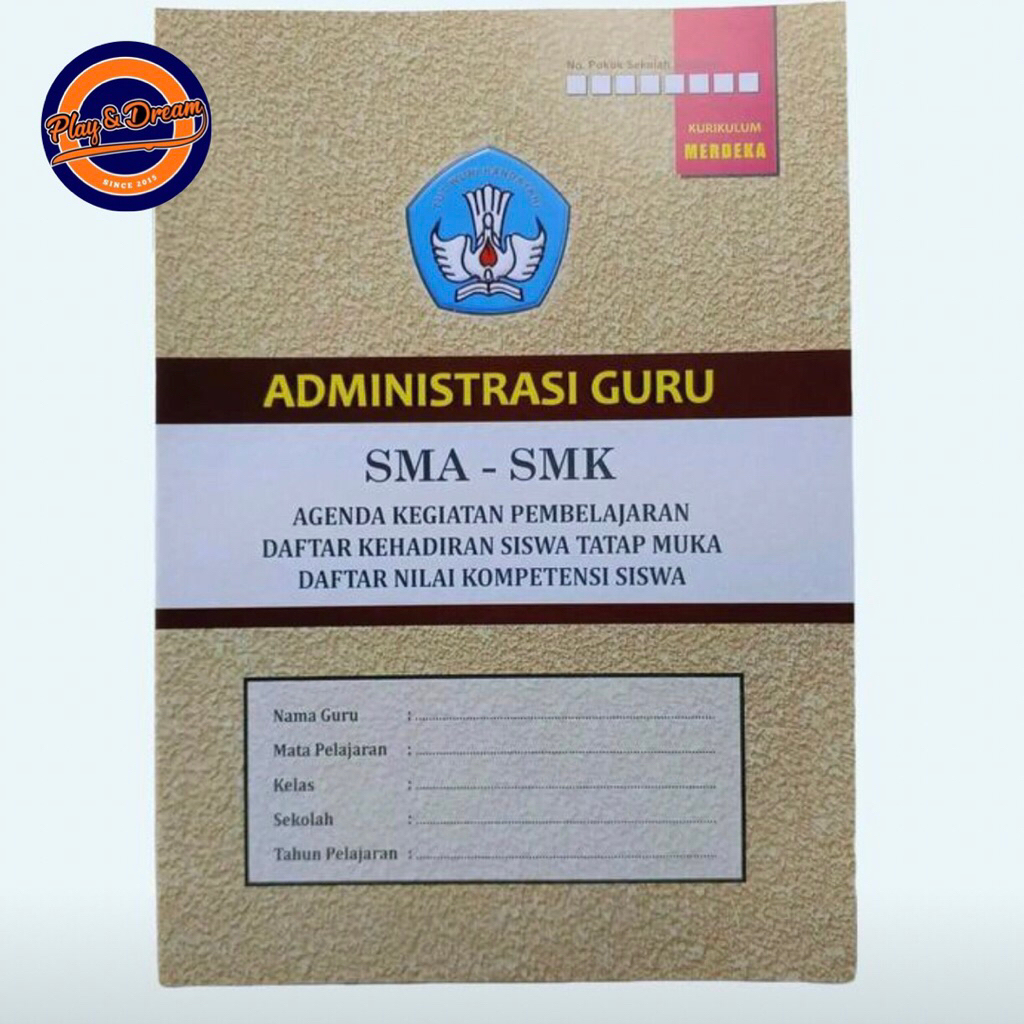 Play & Dream
SINCE 2015
No. Pokok Sekolah
KURIKULUM
MERDEKA
TUT WURI HANDAYANI
ADMINISTRASI GURU
SMA - SMK
AGENDA KEGIATAN PEMBELAJARAN
DAFTAR KEHADIRAN SISWA TATAP MUKA
DAFTAR NILAI KOMPETENSI SISWA
Nama Guru :
Mata Pelajaran :
Kelas :
Sekolah :
Tahun Pelajaran :